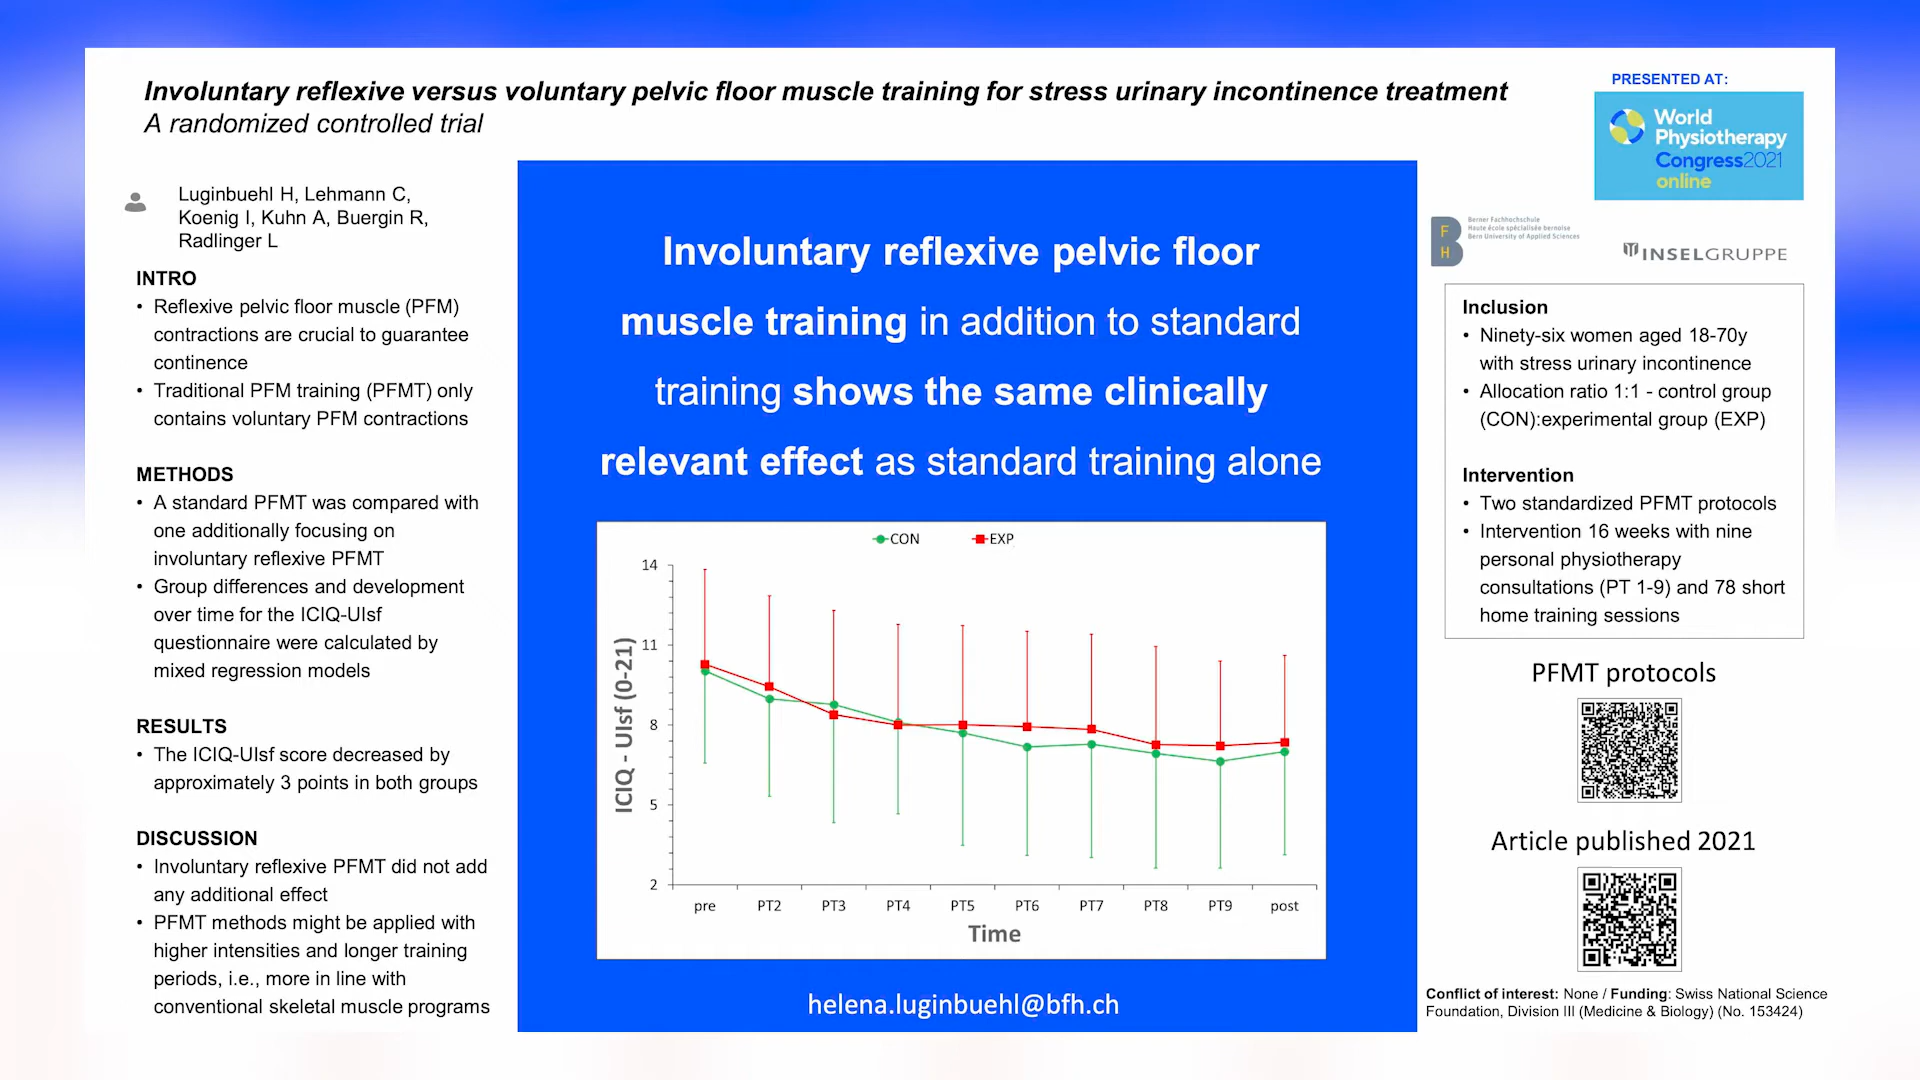 Involuntary reflexive versus voluntary pelvic floor muscle training for stress urinary incontinence treatment
A randomized controlled trial
PRESENTED AT:
World
Physiotherapy
Congress2021
online
Luginbuehl H, Lehmann C,
Koenig I, Kuhn A, Buergin R,
Radlinger L
INTRO
• Reflexive pelvic floor muscle (PFM)
contractions are crucial to guarantee
continence
• Traditional PFM training (PFMT) only
contains voluntary PFM contractions
METHODS
• A standard PFMT was compared with
one additionally focusing on
involuntary reflexive PFMT
• Group differences and development
over time for the ICIQ-UIsf
questionnaire were calculated by
mixed regression models
RESULTS
• The ICIQ-UIsf score decreased by
approximately 3 points in both groups
DISCUSSION
• Involuntary reflexive PFMT did not add
any additional effect
• PFMT methods might be applied with
higher intensities and longer training
periods, i.e., more in line with
conventional skeletal muscle programs
Involuntary reflexive pelvic floor
muscle training in addition to standard
training shows the same clinically
relevant effect as standard training alone
CON EXP
ICIQ - UIsf (0-21)
14
11
8
5
2
pre PT2 PT3 PT4 PT5 PT6 PT7 PT8 PT9 post
Time
helena.luginbuehl@bfh.ch
B
F
H
Berner Fachhochschule
Haute école spécialisée bernoise
Bern University of Applied Sciences
INSELGRUPPE
Inclusion
• Ninety-six women aged 18-70y
with stress urinary incontinence
• Allocation ratio 1:1 - control group
(CON):experimental group (EXP)
Intervention
• Two standardized PFMT protocols
• Intervention 16 weeks with nine
personal physiotherapy
consultations (PT 1-9) and 78 short
home training sessions
PFMT protocols
Article published 2021
Conflict of interest: None / Funding: Swiss National Science
Foundation, Division III (Medicine & Biology) (No. 153424)